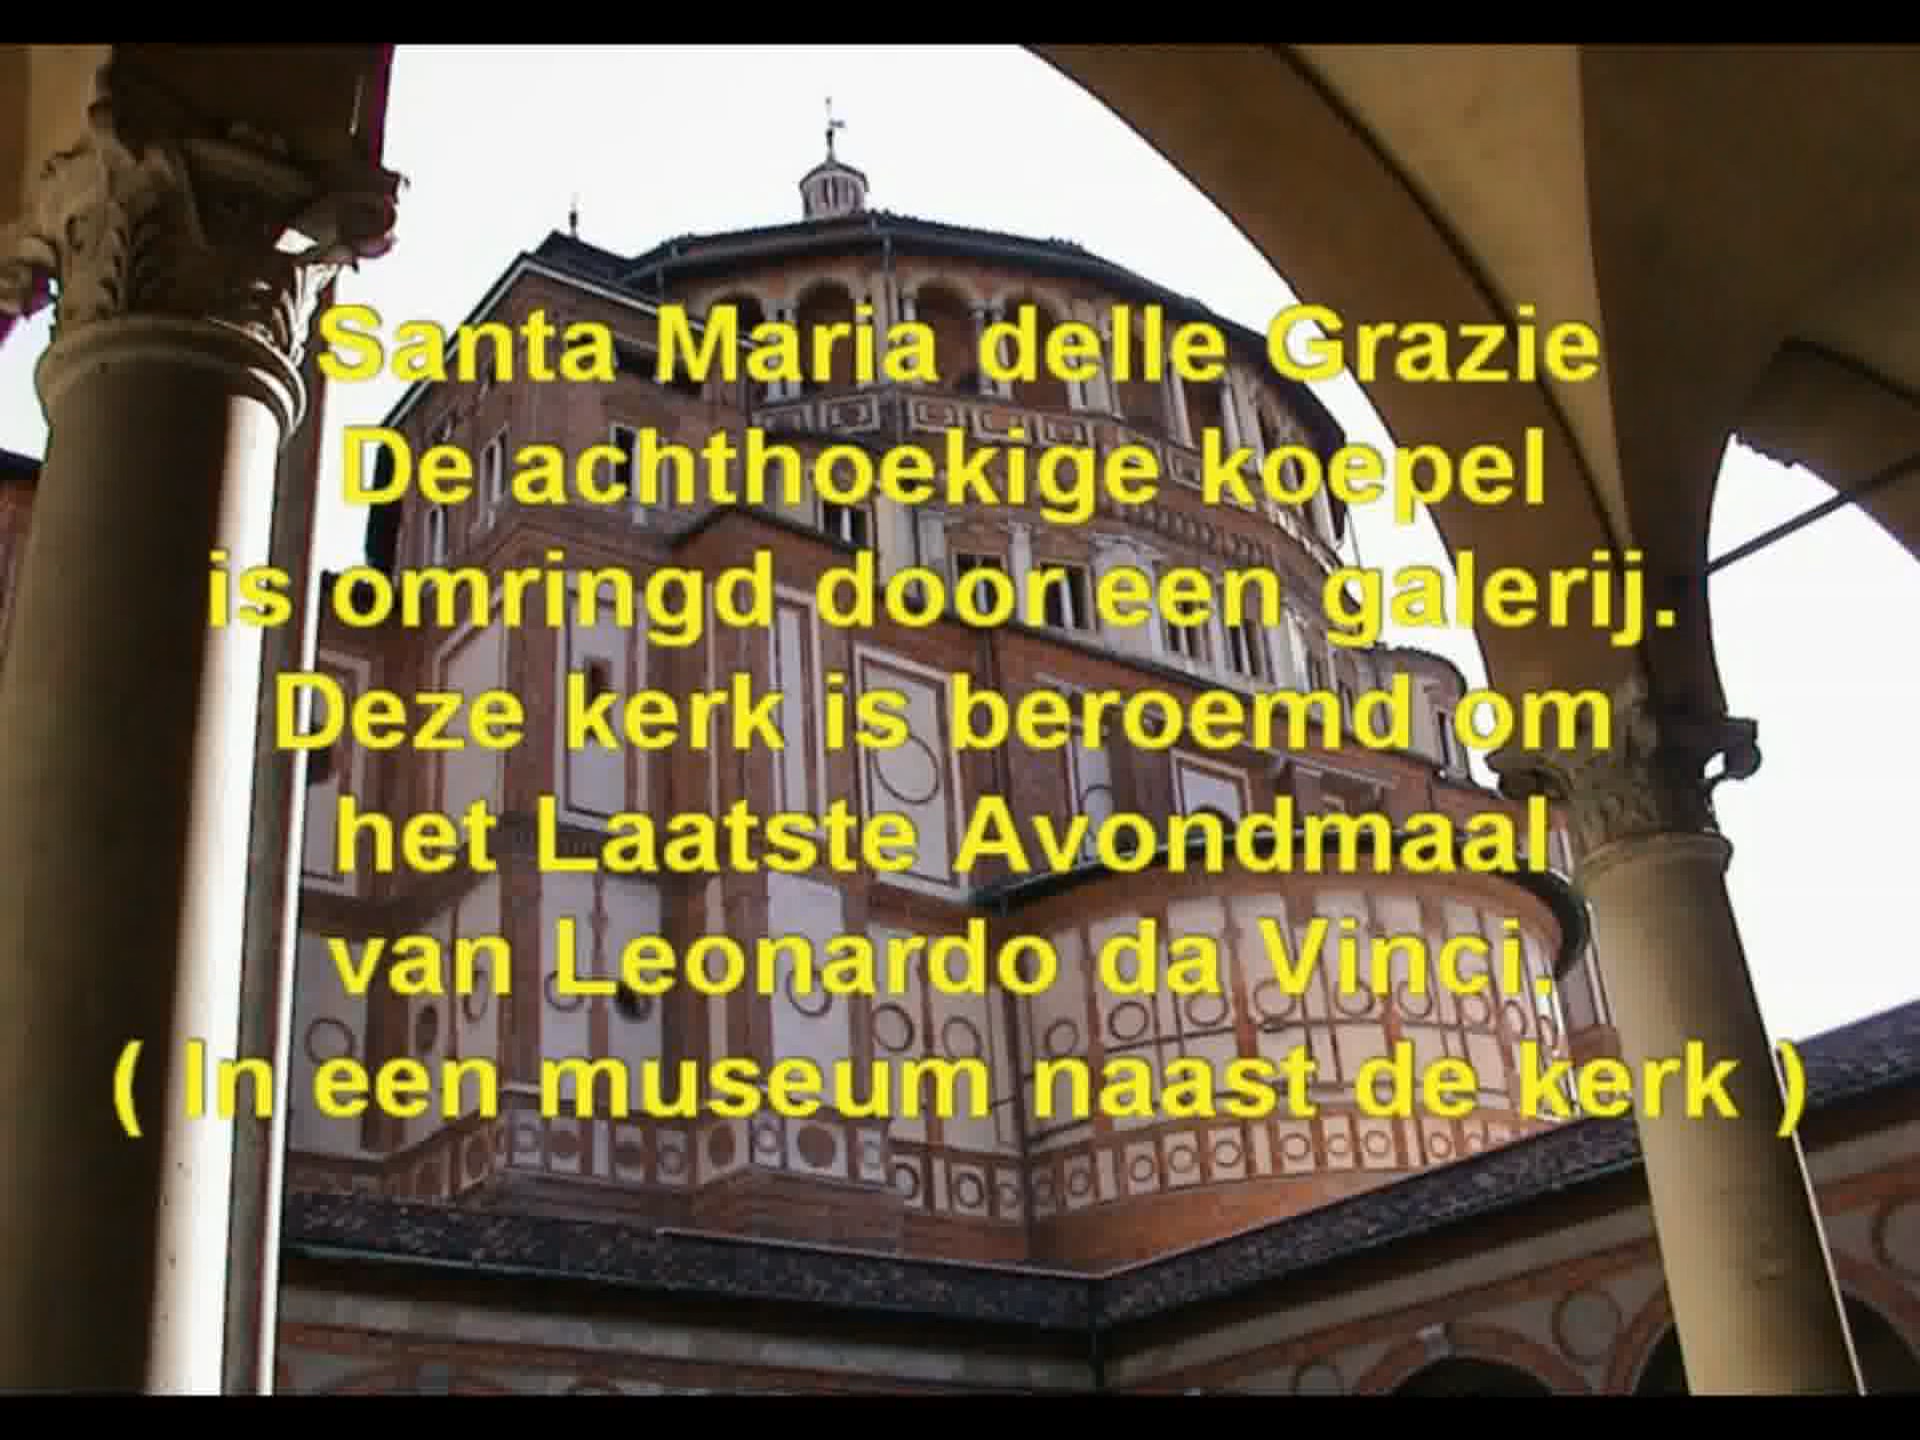 Santa Maria delle Grazie
De achthoekige koepel
is omringd door een galerij.
Deze kerk is beroemd om
het Laatste Avondmaal
van Leonardo da Vinci.
( In een museum naast de kerk )